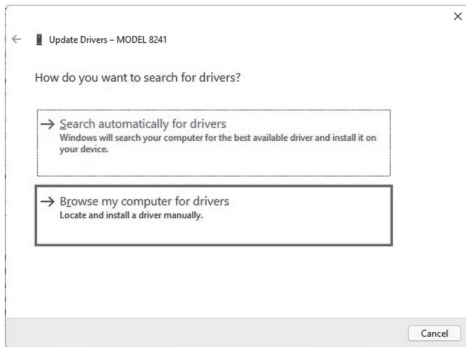 Update Drivers – MODEL 8241
How do you want to search for drivers?
Search automatically for drivers
Windows will search your computer for the best available driver and install it on
your device.
Browse my computer for drivers
Locate and install a driver manually.
Cancel